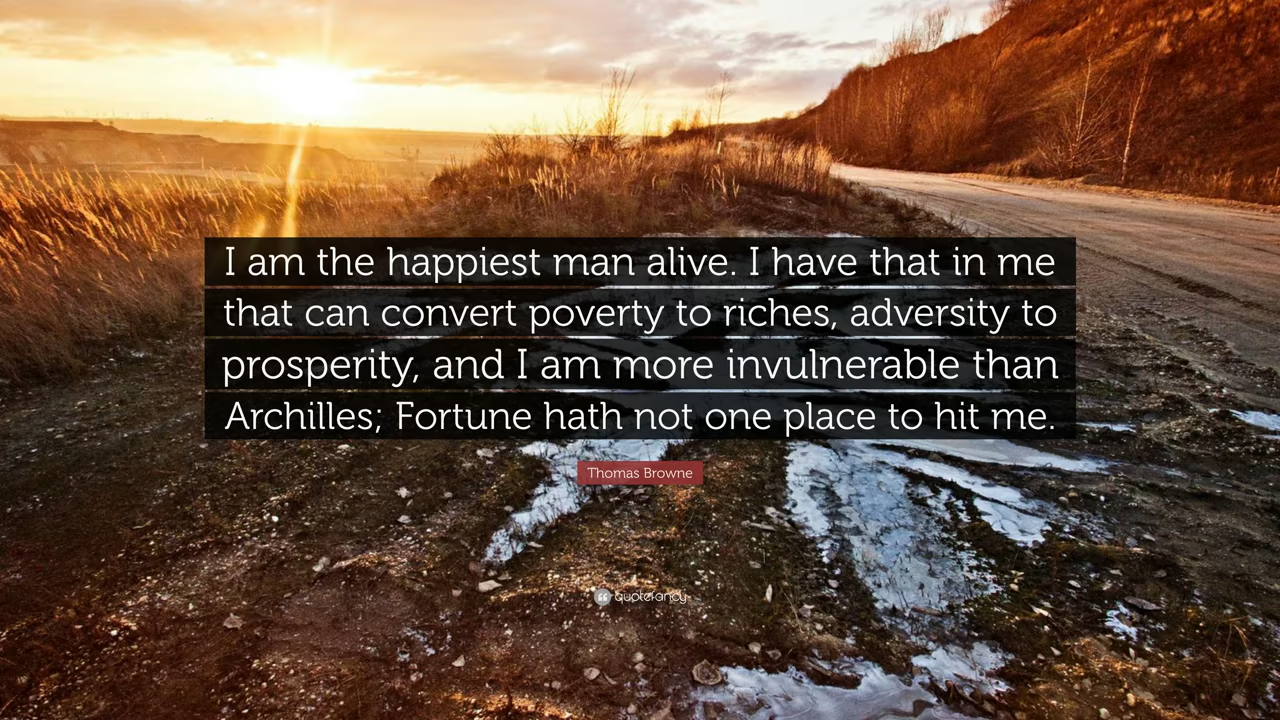 I am the happiest man alive. I have that in me
that can convert poverty to riches, adversity to
prosperity, and I am more invulnerable than
Archilles; Fortune hath not one place to hit me.
Thomas Browne
quotefancy